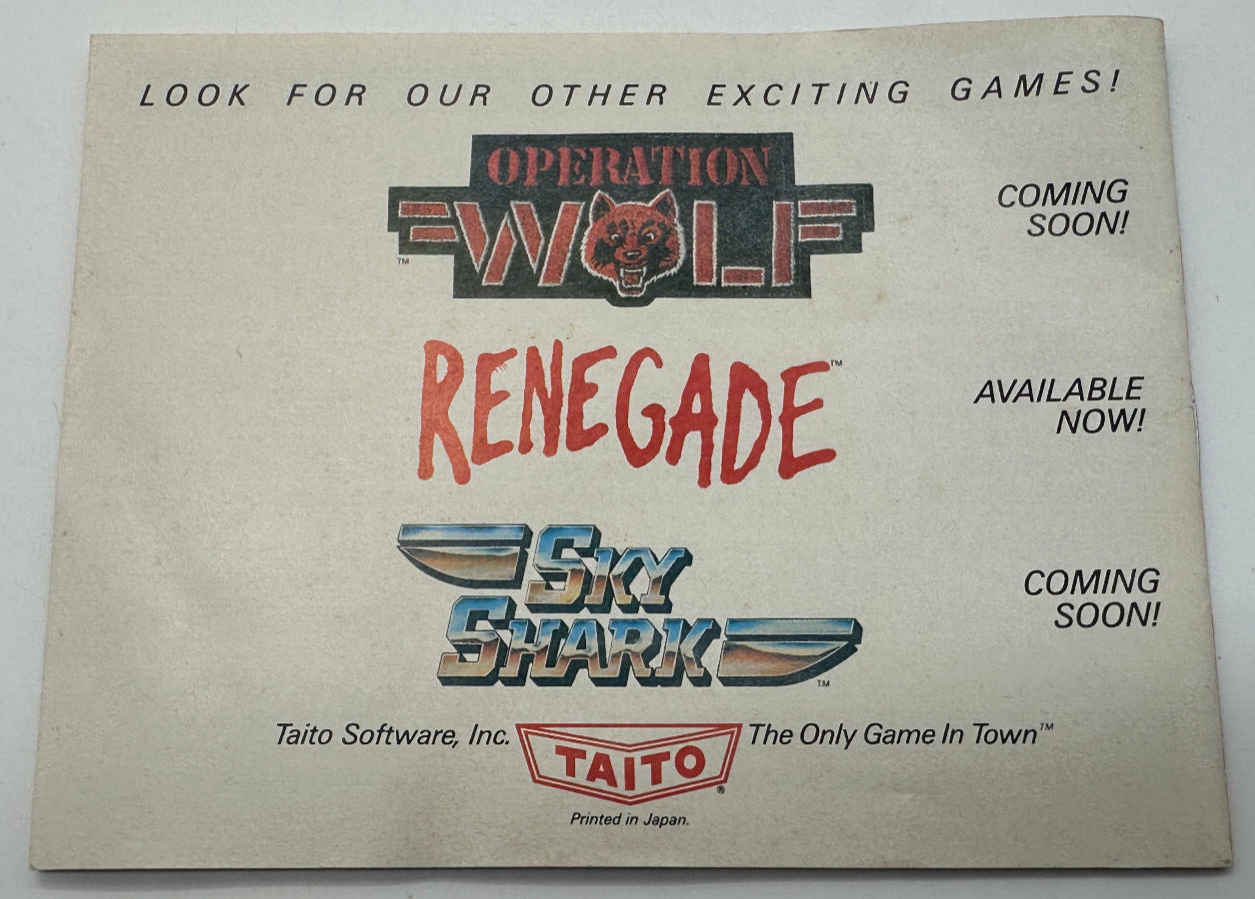 LOOK FOR OUR OTHER EXCITING GAMES!
OPERATION
WOLF
™
COMING
SOON!
RENEGADE™
AVAILABLE
NOW!
SKY
SHARK
™
COMING
SOON!
Taito Software, Inc. TAITO® The Only Game In Town™
Printed in Japan.